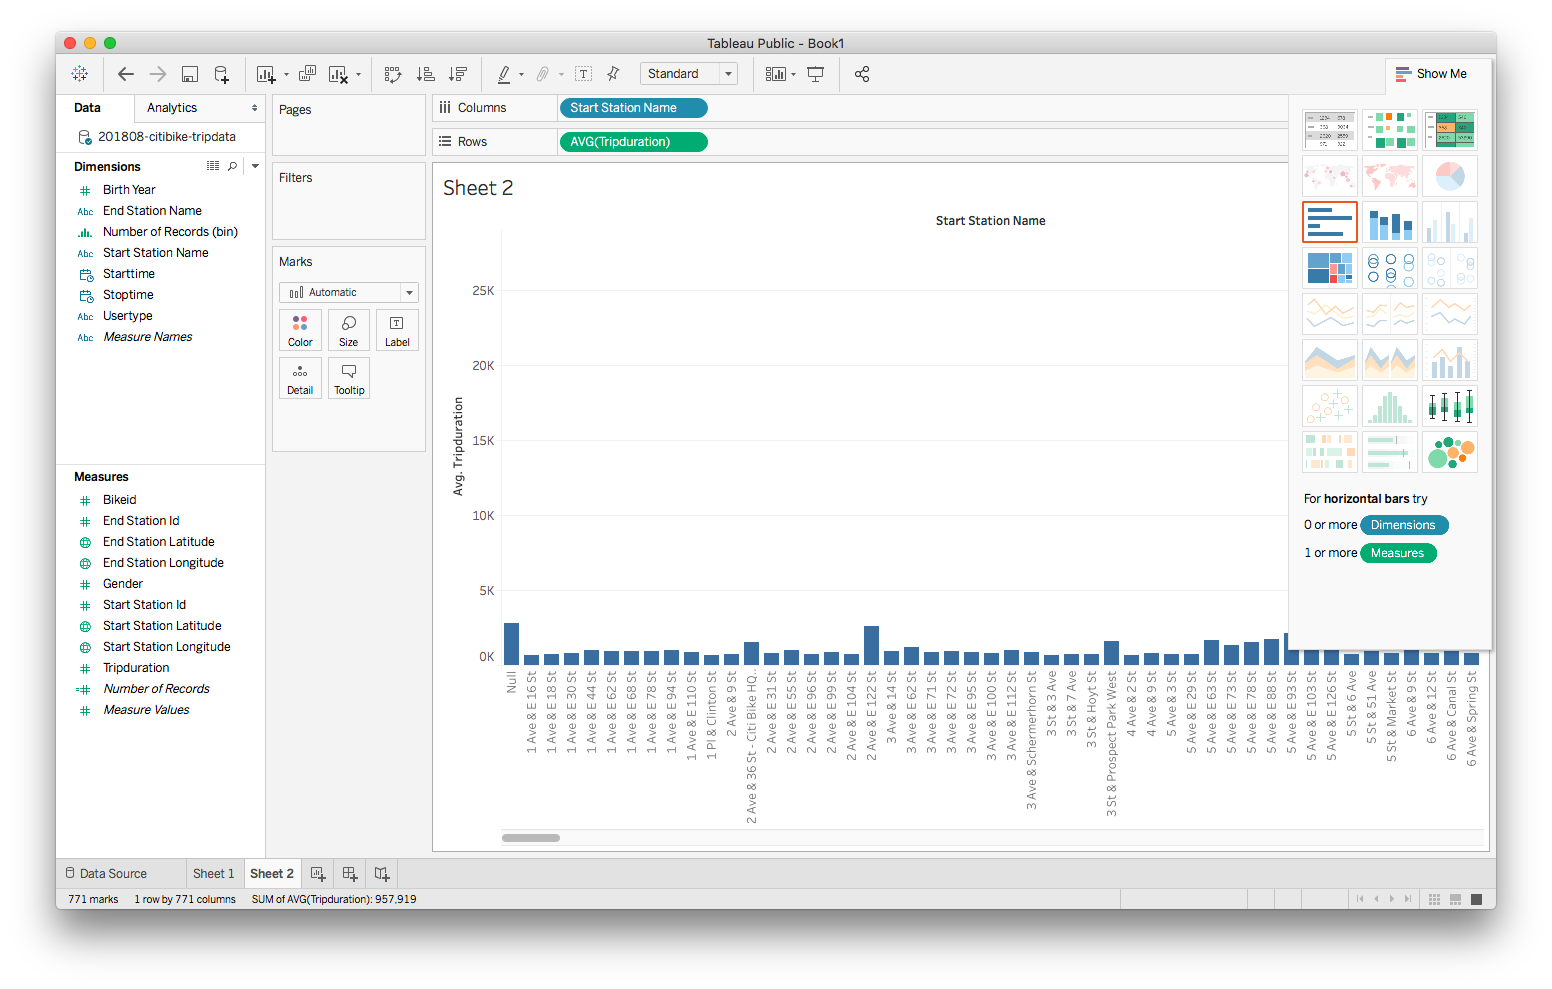 Tableau Public - Book1
Standard
Show Me
Data
Analytics
201808-citibike-tripdata
Dimensions
Birth Year
Abc End Station Name
Number of Records (bin)
Abc Start Station Name
Starttime
Stoptime
Abc Usertype
Abc Measure Names
Measures
Bikeid
End Station Id
End Station Latitude
End Station Longitude
Gender
Start Station Id
Start Station Latitude
Start Station Longitude
Tripduration
Number of Records
Measure Values
Pages
Filters
Marks
Automatic
Color
Size
Label
Detail
Tooltip
Columns
Start Station Name
Rows
AVG(Tripduration)
Sheet 2
Start Station Name
Avg. Tripduration
25K
20K
15K
10K
5K
0K
Null
1 Ave & E 16 St
1 Ave & E 18 St
1 Ave & E 30 St
1 Ave & E 44 St
1 Ave & E 62 St
1 Ave & E 68 St
1 Ave & E 78 St
1 Ave & E 94 St
1 Ave & E 110 St
1 Pl & Clinton St
2 Ave & 9 St
2 Ave & 36 St - Citi Bike HQ..
2 Ave & E 31 St
2 Ave & E 55 St
2 Ave & E 96 St
2 Ave & E 99 St
2 Ave & E 104 St
2 Ave & E 122 St
3 Ave & E 14 St
3 Ave & E 62 St
3 Ave & E 71 St
3 Ave & E 72 St
3 Ave & E 95 St
3 Ave & E 100 St
3 Ave & E 112 St
3 Ave & Schermerhorn St
3 St & 3 Ave
3 St & 7 Ave
3 St & Hoyt St
3 St & Prospect Park West
4 Ave & 2 St
4 Ave & 9 St
5 Ave & 3 St
5 Ave & E 29 St
5 Ave & E 63 St
5 Ave & E 73 St
5 Ave & E 78 St
5 Ave & E 88 St
5 Ave & E 93 St
5 Ave & E 103 St
5 Ave & E 126 St
5 St & 6 Ave
5 St & 51 Ave
5 St & Market St
6 Ave & 9 St
6 Ave & 12 St
6 Ave & Canal St
6 Ave & Spring St
For horizontal bars try
0 or more Dimensions
1 or more Measures
Data Source
Sheet 1
Sheet 2
771 marks
1 row by 771 columns
SUM of AVG(Tripduration): 957,919